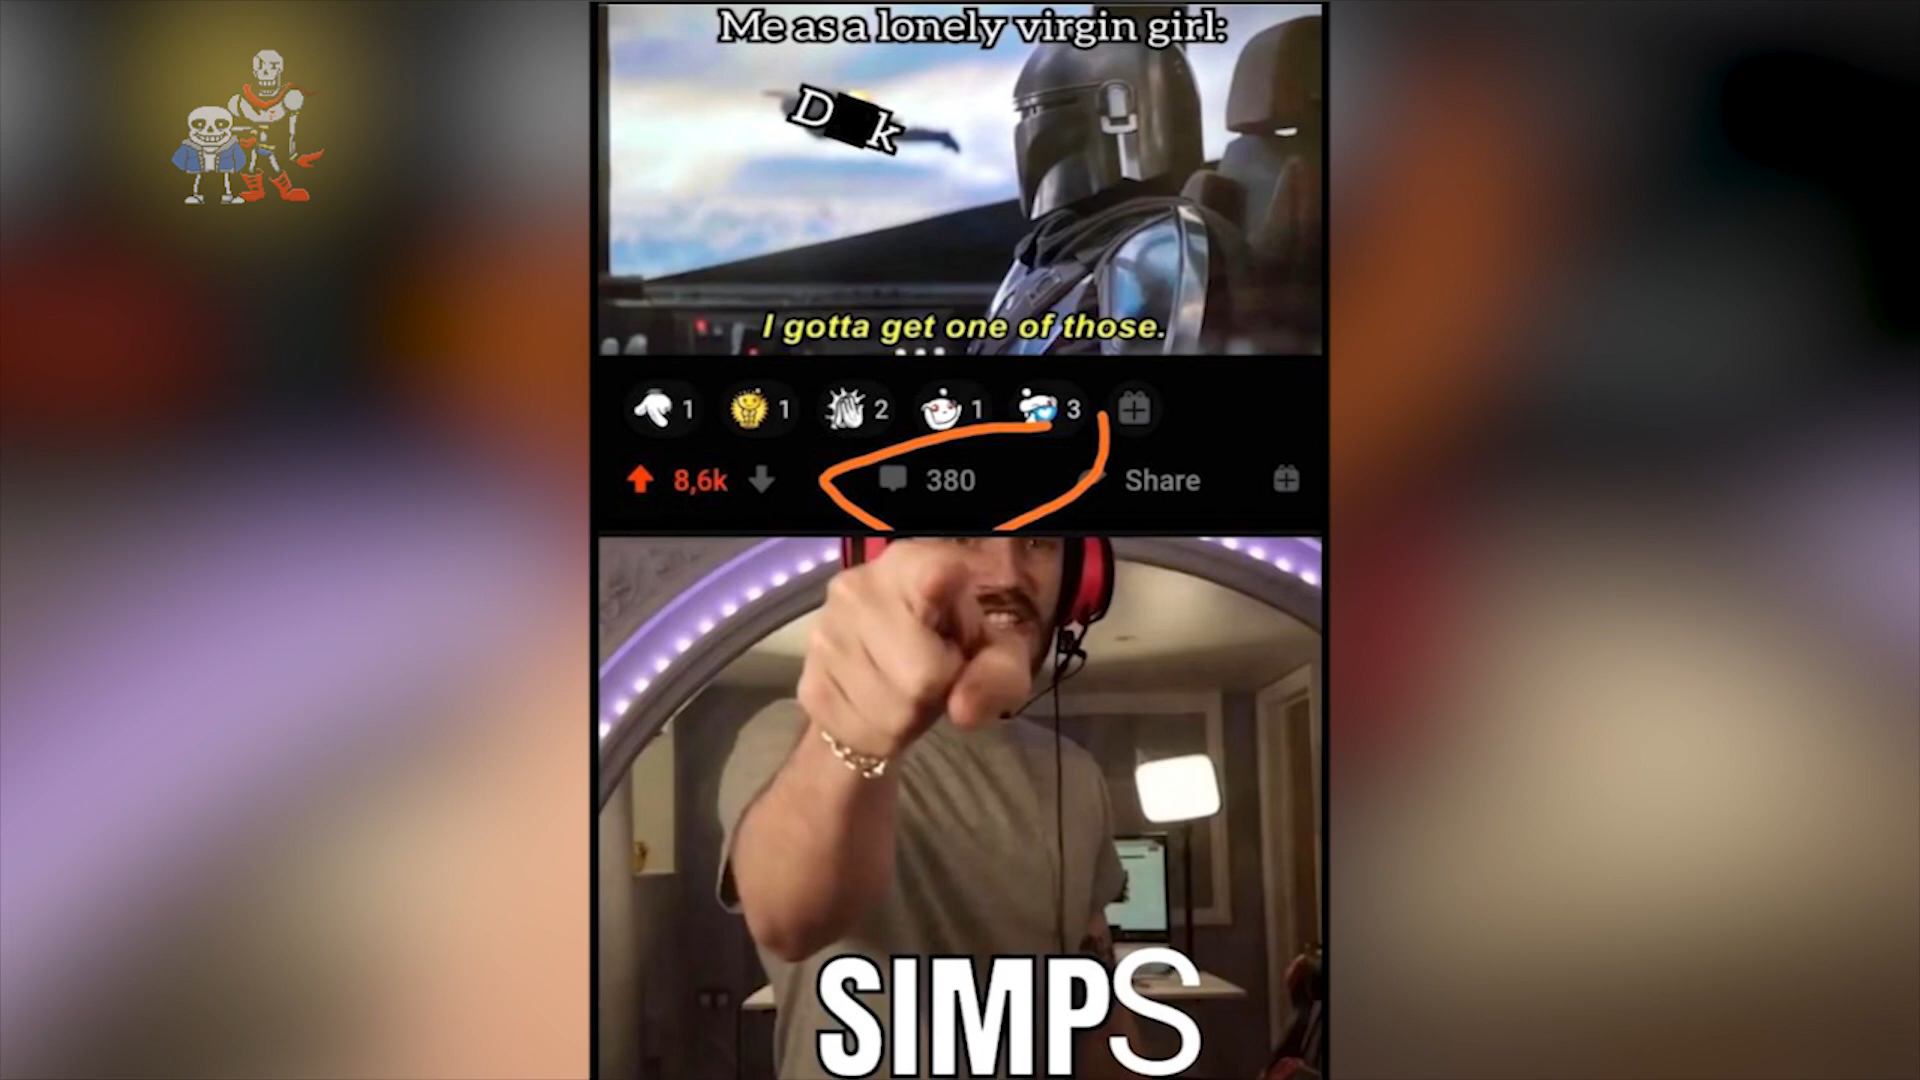 Me as a lonely virgin girl:
D k
I gotta get one of those.
1 1 2 1 3
8,6k 380 Share
SIMPS